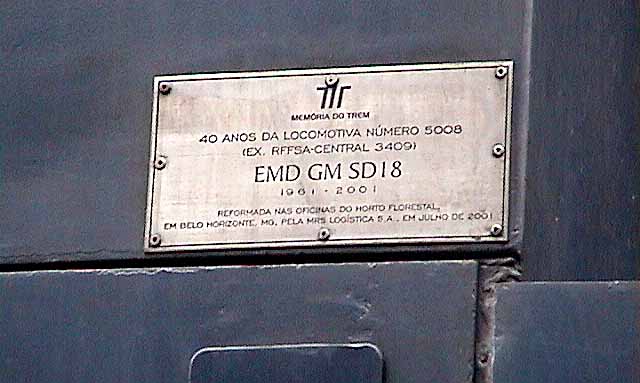 MEMÓRIA DO TREM
40 ANOS DA LOCOMOTIVA NÚMERO 5008
(EX. RFFSA-CENTRAL 3409)
EMD GM SD18
1961 - 2001
REFORMADA NAS OFICINAS DO HORTO FLORESTAL,
EM BELO HORIZONTE, MG, PELA MRS LOGÍSTICA S.A., EM JULHO DE 2001